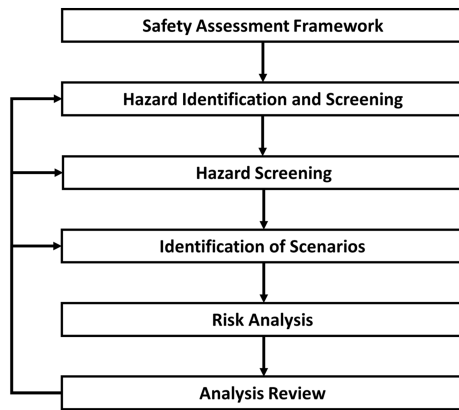 Safety Assessment Framework
Hazard Identification and Screening
Hazard Screening
Identification of Scenarios
Risk Analysis
Analysis Review